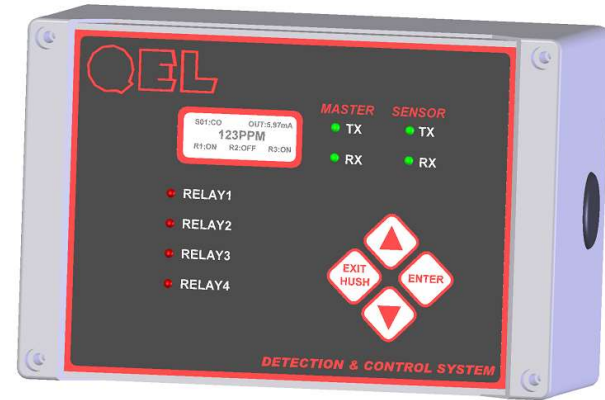 QEL
S01:CO OUT:5,97mA
123PPM
R1:ON R2:OFF R3:ON
MASTER SENSOR
TX TX
RX RX
RELAY1
RELAY2
RELAY3
RELAY4
EXIT
HUSH
ENTER
DETECTION & CONTROL SYSTEM